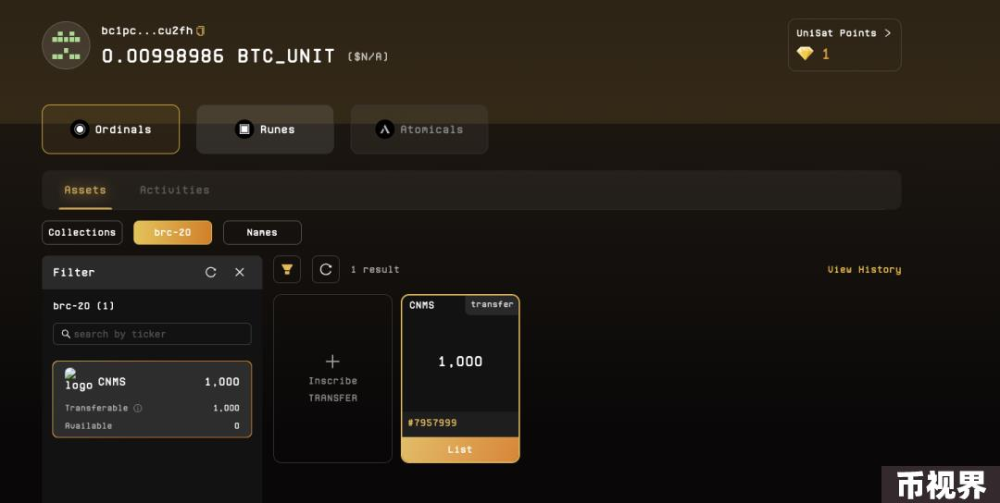 bc1pc...cu2fh
0.00998986 BTC_UNIT ($N/A)
UniSat Points >
1
Ordinals
Runes
Atomicals
Assets
Activities
Collections
brc-20
Names
Filter
1 result
View History
brc-20 (1)
search by ticker
logo CNMS 1,000
Transferable 1,000
Available 0
Inscribe
TRANSFER
CNMS transfer
1,000
#7957999
List
币视界